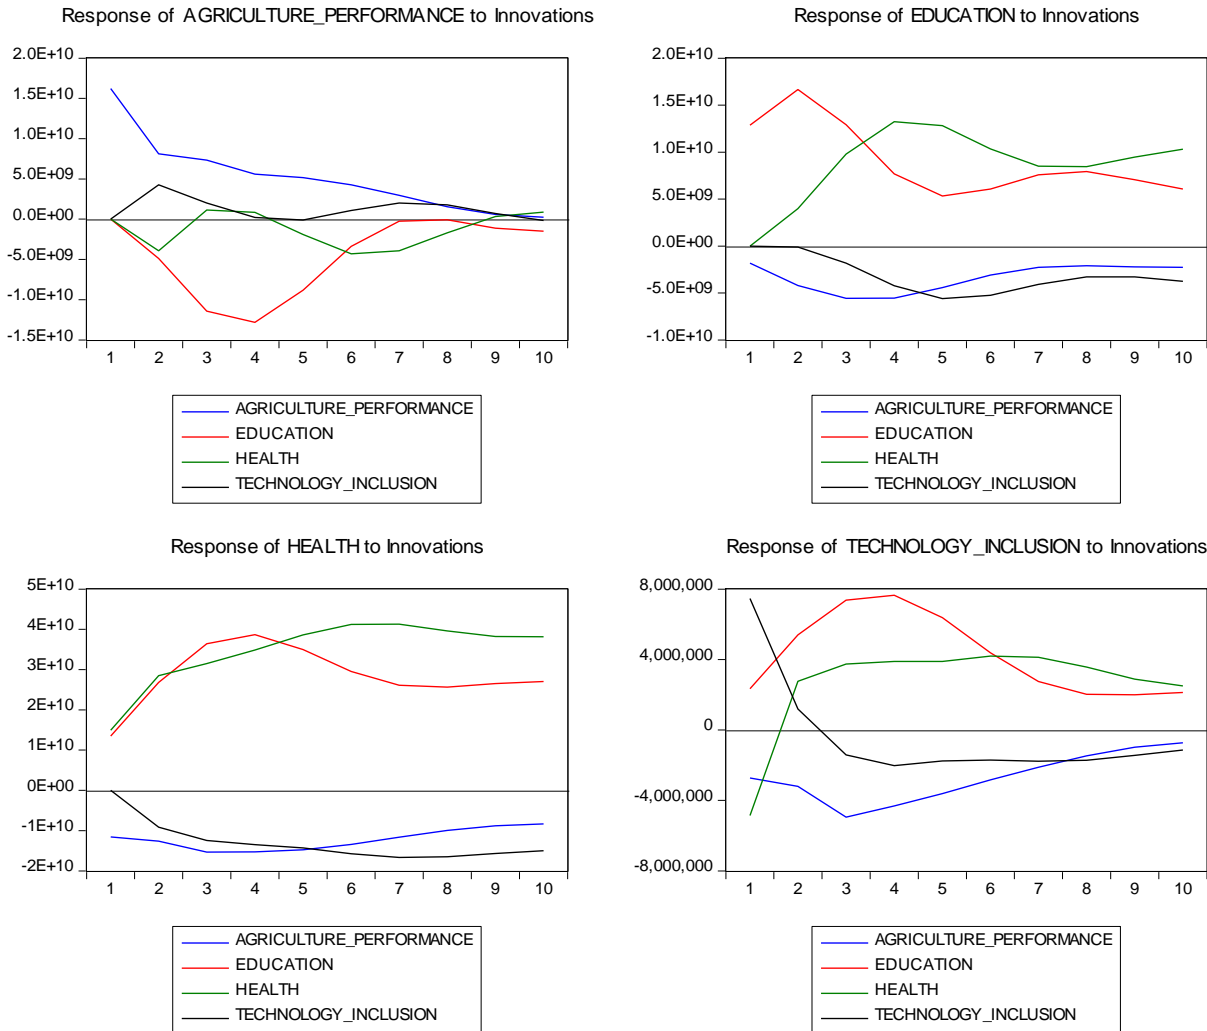 Response of AGRICULTURE_PERFORMANCE to Innovations
2.0E+10
1.5E+10
1.0E+10
5.0E+09
0.0E+00
-5.0E+09
-1.0E+10
-1.5E+10
1 2 3 4 5 6 7 8 9 10
AGRICULTURE_PERFORMANCE
EDUCATION
HEALTH
TECHNOLOGY_INCLUSION
Response of EDUCATION to Innovations
2.0E+10
1.5E+10
1.0E+10
5.0E+09
0.0E+00
-5.0E+09
-1.0E+10
1 2 3 4 5 6 7 8 9 10
AGRICULTURE_PERFORMANCE
EDUCATION
HEALTH
TECHNOLOGY_INCLUSION
Response of HEALTH to Innovations
5E+10
4E+10
3E+10
2E+10
1E+10
0E+00
-1E+10
-2E+10
1 2 3 4 5 6 7 8 9 10
AGRICULTURE_PERFORMANCE
EDUCATION
HEALTH
TECHNOLOGY_INCLUSION
Response of TECHNOLOGY_INCLUSION to Innovations
8,000,000
4,000,000
0
-4,000,000
-8,000,000
1 2 3 4 5 6 7 8 9 10
AGRICULTURE_PERFORMANCE
EDUCATION
HEALTH
TECHNOLOGY_INCLUSION